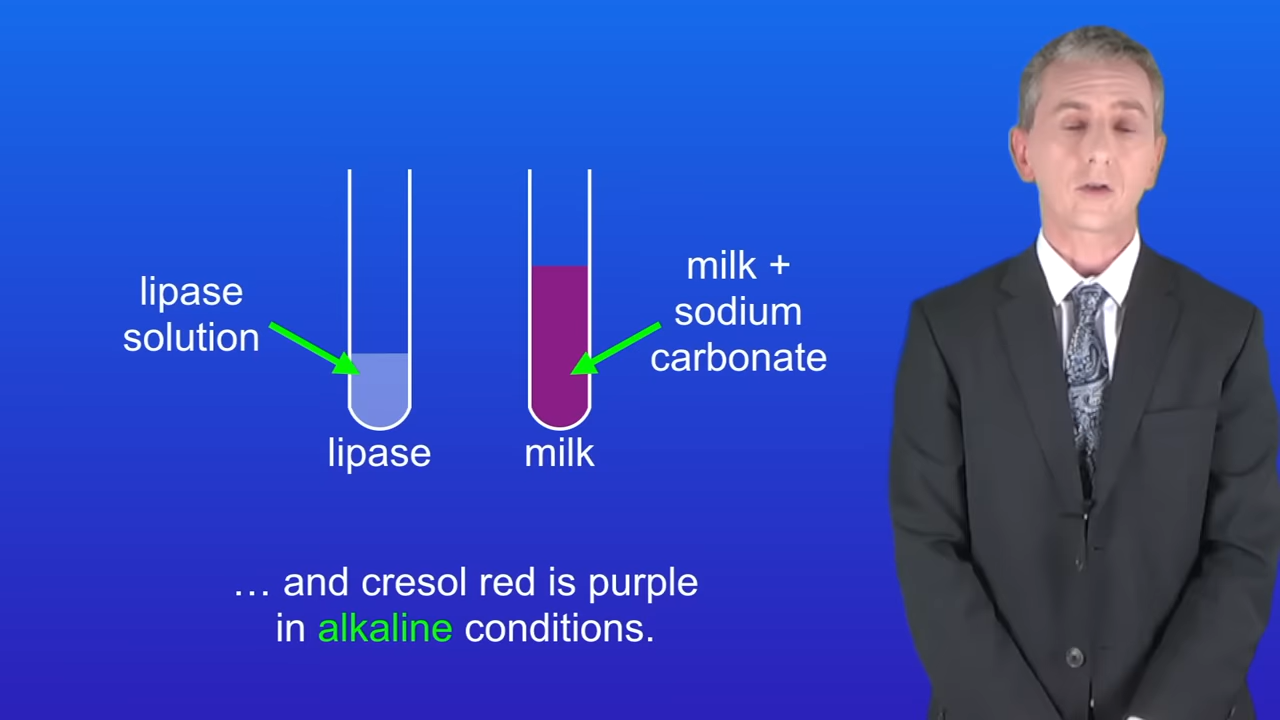 lipase
solution
milk +
sodium
carbonate
lipase
milk
… and cresol red is purple
in alkaline conditions.